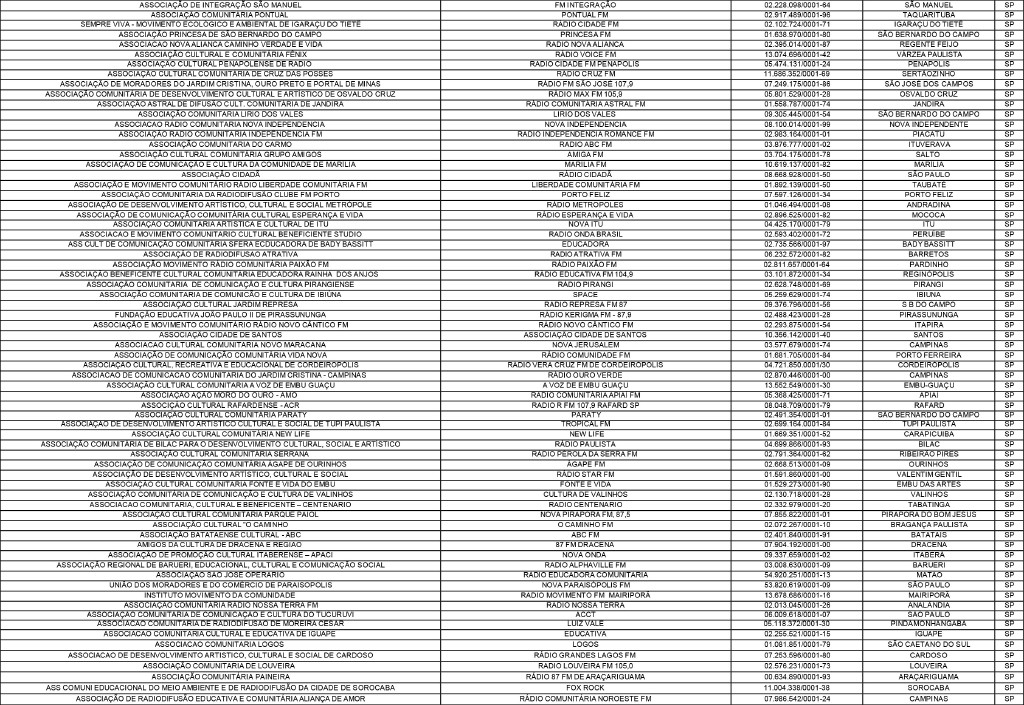 ASSOCIAÇÃO DE INTEGRAÇÃO SÃO MANUEL FM INTEGRAÇÃO 02.228.098/0001-64 SÃO MANUEL SP
ASSOCIAÇÃO COMUNITÁRIA PONTUAL PONTUAL FM 02.917.489/0001-96 TAQUARITUBA SP
SEMPRE VIVA - MOVIMENTO ECOLÓGICO E AMBIENTAL DE IGARAÇU DO TIETÊ RADIO CIDADE FM 02.102.724/0001-71 IGARAÇU DO TIETÊ SP
ASSOCIAÇÃO PRINCESA DE SÃO BERNARDO DO CAMPO PRINCESA FM 01.638.970/0001-80 SÃO BERNARDO DO CAMPO SP
ASSOCIACAO NOVA ALIANCA CAMINHO VERDADE E VIDA RADIO NOVA ALIANCA 02.385.014/0001-87 REGENTE FEIJO SP
ASSOCIAÇÃO CULTURAL E COMUNITÁRIA FÊNIX RADIO VOICE FM 13.074.696/0001-42 VÁRZEA PAULISTA SP
ASSOCIAÇÃO CULTURAL PENAPOLENSE DE RADIO RADIO CIDADE FM PENAPOLIS 05.474.131/0001-24 PENAPOLIS SP
ASSOCIAÇÃO CULTURAL COMUNITÁRIA DE CRUZ DAS POSSES RÁDIO CRUZ FM 11.686.352/0001-69 SERTÃOZINHO SP
ASSOCIAÇÃO DE MORADORES DO JARDIM CRISTINA, OURO PRETO E PORTAL DE MINAS RÁDIO FM SÃO JOSÉ 107,9 07.249.175/0001-86 SÃO JOSÉ DOS CAMPOS SP
ASSOCIAÇÃO COMUNITÁRIA DE DESENVOLVIMENTO CULTURAL E ARTÍSTICO DE OSVALDO CRUZ RADIO MAX FM 105,9 05.801.529/0001-28 OSVALDO CRUZ SP
ASSOCIAÇÃO ASTRAL DE DIFUSÃO CULT. COMUNITÁRIA DE JANDIRA RÁDIO COMUNITÁRIA ASTRAL FM 01.558.787/0001-74 JANDIRA SP
ASSOCIAÇÃO COMUNITÁRIA LIRIO DOS VALES LIRIO DOS VALES 09.305.445/0001-54 SÃO BERNARDO DO CAMPO SP
ASSOCIACAO RADIO COMUNITARIA NOVA INDEPENDENCIA NOVA INDEPENDENCIA 08.100.014/0001-99 NOVA INDEPENDENTE SP
ASSOCIACAO RADIO COMUNITARIA INDEPENDENCIA FM RADIO INDEPENDENCIA ROMANCE FM 02.983.164/0001-01 PIACATU SP
ASSOCIAÇÃO COMUNITARIA DO CARMO RADIO ABC FM 03.876.777/0001-02 ITUVERAVA SP
ASSOCIAÇÃO CULTURAL COMUNITÁRIA GRUPO AMIGOS AMIGA FM 03.704.175/0001-78 SALTO SP
ASSOCIAÇÃO DE COMUNICAÇÃO E CULTURA DA COMUNIDADE DE MARILIA MARILIA FM 10.619.137/0001-82 MARILIA SP
ASSOCIAÇÃO CIDADÃ RÁDIO CIDADÃ 08.668.928/0001-50 SÃO PAULO SP
ASSOCIAÇÃO E MOVIMENTO COMUNITÁRIO RÁDIO LIBERDADE COMUNITÁRIA FM LIBERDADE COMUNITÁRIA FM 01.892.139/0001-50 TAUBATÉ SP
ASSOCIAÇÃO COMUNITÁRIA DA RADIODIFUSÃO CLUBE FM PORTO PORTO FELIZ 07.597.126/0001-34 PORTO FELIZ SP
ASSOCIAÇÃO DE DESENVOLVIMENTO ARTÍSTICO, CULTURAL E SOCIAL METRÓPOLE RÁDIO METROPOLES 01.046.494/0001-06 ANDRADINA SP
ASSOCIAÇÃO DE COMUNICAÇÃO COMUNITÁRIA CULTURAL ESPERANÇA E VIDA RÁDIO ESPERANÇA E VIDA 02.896.525/0001-82 MOCOCA SP
ASSOCIAÇÃO COMUNITARIA ARTISTICA E CULTURAL DE ITU NOVA ITU 04.425.170/0001-79 ITU SP
ASSOCIACAO E MOVIMENTO COMUNITARIO CULTURAL BENEFICIENTE STUDIO RADIO ONDA BRASIL 02.593.402/0001-72 PERUIBE SP
ASS CULT DE COMUNICAÇÃO COMUNITÁRIA SFERA ECDUCADORA DE BADY BASSITT EDUCADORA 02.735.566/0001-97 BADY BASSITT SP
ASSOCIAÇÃO DE RADIODIFUSAO ATRATIVA RADIO ATRATIVA FM 06.232.572/0001-82 BARRETOS SP
ASSOCIAÇÃO MOVIMENTO RÁDIO COMUNITÁRIA PAIXÃO FM RÁDIO PAIXÃO FM 02.811.657/0001-64 PARDINHO SP
ASSOCIAÇÃO BENEFICENTE CULTURAL COMUNITARIA EDUCADORA RAINHA DOS ANJOS RADIO EDUCATIVA FM 104,9 03.101.872/0001-34 REGINÓPOLIS SP
ASSOCIAÇÃO COMUNITÁRIA DE COMUNICAÇÃO E CULTURA PIRANGIENSE RÁDIO PIRANGI 02.628.748/0001-69 PIRANGI SP
ASSOCIAÇÃO COMUNITÁRIA DE COMUNICÃO E CULTURA DE IBIÚNA SPACE 05.259.629/0001-74 IBIÚNA SP
ASSOCIAÇÃO CULTURAL JARDIM REPRESA RADIO REPRESA FM 87 09.376.796/0001-56 S B DO CAMPO SP
FUNDAÇÃO EDUCATIVA JOÃO PAULO II DE PIRASSUNUNGA RADIO KERIGMA FM - 87,9 02.488.423/0001-28 PIRASSUNUNGA SP
ASSOCIAÇÃO E MOVIMENTO COMUNITÁRIO RÁDIO NOVO CÂNTICO FM RÁDIO NOVO CÂNTICO FM 02.293.875/0001-54 ITAPIRA SP
ASSOCIAÇÃO CIDADE DE SANTOS ASSOCIAÇÃO CIDADE DE SANTOS 10.356.142/0001-40 SANTOS SP
ASSOCIACAO CULTURAL COMUNITARIA NOVO MARACANA NOVA JERUSALEM 03.577.679/0001-74 CAMPINAS SP
ASSOCIAÇÃO DE COMUNICAÇÃO COMUNITÁRIA VIDA NOVA RÁDIO COMUNIDADE FM 01.681.705/0001-84 PORTO FERREIRA SP
ASSOCIAÇÃO CULTURAL, RECREATIVA E EDUCACIONAL DE CORDEIRÓPOLIS RADIO VERA CRUZ FM DE CORDEIROPOLIS 04.721.650.0001/30 CORDEIRÓPOLIS SP
ASSOCIACAO DE COMUNICACAO COMUNITARIA DO JARDIM CRISTINA - CAMPINAS RADIO OURO VERDE 02.870.446/0001-00 CAMPINAS SP
ASSOCIAÇÃO CULTURAL COMUNITÁRIA A VOZ DE EMBU GUAÇU A VOZ DE EMBU GUAÇU 13.552.549/0001-30 EMBU-GUAÇU SP
ASSOCIAÇÃO AÇÃO MORO DO OURO - AMO RADIO COMUNITARIA APIAI FM 05.368.425/0001-71 APIAI SP
ASSOCIAÇÃO CULTURAL RAFARDENSE - ACR RADIO R FM 107,9 RAFARD SP 08.048.709/0001-79 RAFARD SP
ASSOCIAÇÃO CULTURAL COMUNITÁRIA PARATY PARATY 02.491.354/0001-01 SÃO BERNARDO DO CAMPO SP
ASSOCIAÇÃO DE DESENVOLVIMENTO ARTISTICO CULTURAL E SOCIAL DE TUPI PAULISTA TROPICAL FM 02.699.164.0001-84 TUPI PAULISTA SP
ASSOCIAÇÃO CULTURAL COMUNITÁRIA NEW LIFE NEW LIFE 01.669.351/0001-52 CARAPICUIBA SP
ASSOCIAÇÃO COMUNITÁRIA DE BILAC PARA O DESENVOLVIMENTO CULTURAL, SOCIAL E ARTÍSTICO RÁDIO PAULISTA 04.699.866/0001-93 BILAC SP
ASSOCIAÇÃO CULTURAL COMUNITARIA SERRANA RADIO PEROLA DA SERRA FM 02.791.364/0001-62 RIBEIRÃO PIRES SP
ASSOCIAÇÃO DE COMUNICAÇÃO COMUNITÁRIA ÁGAPE DE OURINHOS ÁGAPE FM 02.668.513/0001-09 OURINHOS SP
ASSOCIAÇÃO DE DESENVOLVIMENTO ARTÍSTICO, CULTURAL E SOCIAL RÁDIO STAR FM 01.591.860/0001-00 VALENTIM GENTIL SP
ASSOCIAÇÃO CULTURAL COMUNITARIA FONTE E VIDA DO EMBU FONTE E VIDA 01.529.273/0001-90 EMBU DAS ARTES SP
ASSOCIAÇÃO COMUNITÁRIA DE COMUNICAÇÃO E CULTURA DE VALINHOS CULTURA DE VALINHOS 02.130.718/0001-28 VALINHOS SP
ASSOCIACAO COMUNITARIA, CULTURAL E BENEFICENTE – CENTENARIO RADIO CENTENARIO 02.332.979/0001-20 TABATINGA SP
ASSOCIAÇÃO CULTURAL COMUNITARIA PARQUE PAIOL NOVA PIRAPORA FM, 87,5 07.855.822/0001-01 PIRAPORA DO BOM JESUS SP
ASSOCIAÇÃO CULTURAL "O CAMINHO O CAMINHO FM 02.072.267/0001-10 BRAGANÇA PAULISTA SP
ASSOCIAÇÃO BATATAENSE CULTURAL - ABC ABC FM 02.401.840/0001-91 BATATAIS SP
AMIGOS DA CULTURA DE DRACENA E REGIÃO 87 FM DRACENA 07.904.192/0001-00 DRACENA SP
ASSOCIAÇÃO DE PROMOÇÃO CULTURAL ITABERENSE – APACI NOVA ONDA 09.337.659/0001-02 ITABERÁ SP
ASSOCIAÇÃO REGIONAL DE BARUERI, EDUCACIONAL, CULTURAL E COMUNICAÇÃO SOCIAL RADIO ALPHAVILLE FM 03.008.630/0001-09 BARUERI SP
ASSOCIAÇÃO SÃO JOSE OPERARIO RADIO EDUCADORA COMUNITARIA 54.920.251/0001-13 MATÃO SP
UNIÃO DOS MORADORES E DO COMÉRCIO DE PARAISÓPOLIS NOVA PARAISÓPOLIS FM 53.820.619/0001-09 SÃO PAULO SP
INSTITUTO MOVIMENTO DA COMUNIDADE RADIO MOVIMENTO FM MAIRIPORÃ 13.678.686/0001-16 MAIRIPORÃ SP
ASSOCIAÇÃO COMUNITÁRIA RADIO NOSSA TERRA FM RADIO NOSSA TERRA 02.013.045/0001-26 ANALÂNDIA SP
ASSOCIAÇÃO COMUNITÁRIA DE COMUNICAÇÃO E CULTURA DO TUCURUVI ACCT 06.009.618/0001-07 SÃO PAULO SP
ASSOCIACAO COMUNITÁRIA DE RADIODIFUSÃO DE MOREIRA CESAR LUIZ VALE 05.118.372/0001-30 PINDAMONHANGABA SP
ASSOCIAÇÃO COMUNITÁRIA CULTURAL E EDUCATIVA DE IGUAPE EDUCATIVA 02.255.521/0001-15 IGUAPE SP
ASSOCIACAO COMUNITARIA LOGOS LOGOS 01.081.851/0001-79 SÃO CAETANO DO SUL SP
ASSOCIACAO DE DESENVOLVIMENTO ARTISTICO, CULTURAL E SOCIAL DE CARDOSO RÁDIO GRANDES LAGOS FM 07.253.596/0001-80 CARDOSO SP
ASSOCIAÇÃO COMUNITARIA DE LOUVEIRA RADIO LOUVEIRA FM 105,0 02.576.231/0001-73 LOUVEIRA SP
ASSOCIAÇÃO COMUNITÁRIA PAINEIRA RÁDIO 87 FM DE ARAÇARIGUAMA 00.634.890/0001-93 ARAÇARIGUAMA SP
ASS COMUNI EDUCACIONAL DO MEIO AMBIENTE E DE RADIODIFUSÃO DA CIDADE DE SOROCABA FOX ROCK 11.004.338/0001-38 SOROCABA SP
ASSOCIAÇÃO DE RADIODIFUSÃO EDUCATIVA E COMUNITÁRIA ALIANÇA DE AMOR RÁDIO COMUNITÁRIA NOROESTE FM 07.986.542/0001-24 CAMPINAS SP